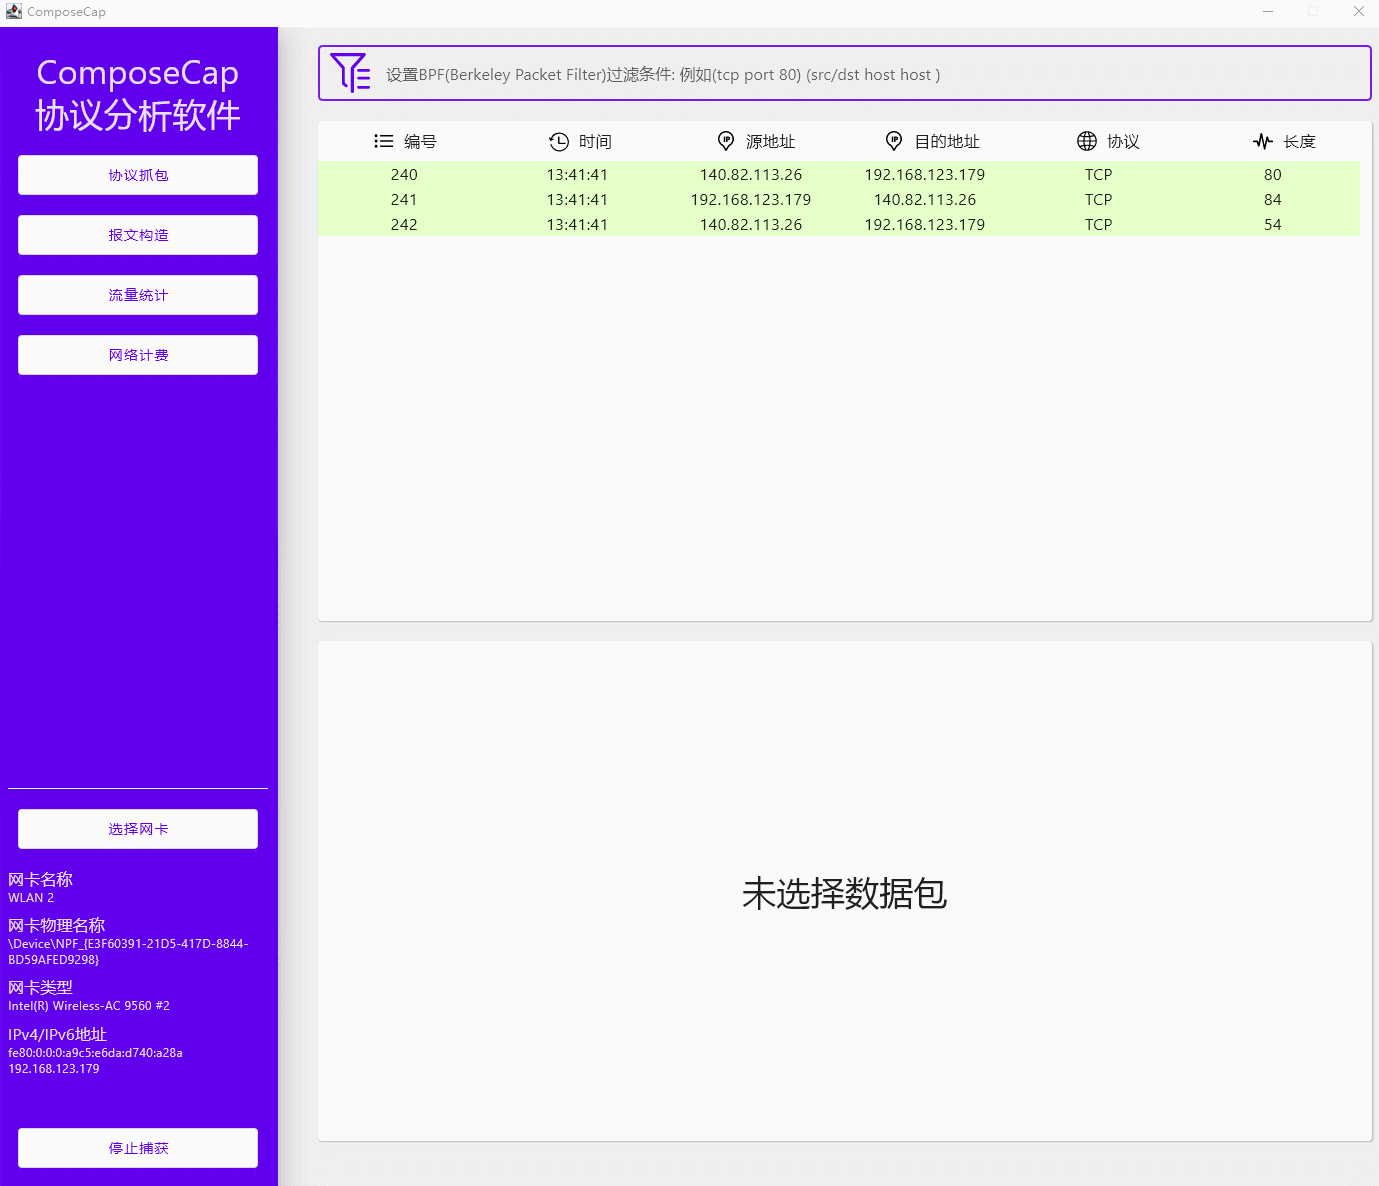 ComposeCap
ComposeCap
协议分析软件
协议抓包
报文构造
流量统计
网络计费
选择网卡
网卡名称
WLAN 2
网卡物理名称
\Device\NPF_{E3F60391-21D5-417D-8844-
BD59AFED9298}
网卡类型
Intel(R) Wireless-AC 9560 #2
IPv4/IPv6地址
fe80:0:0:0:a9c5:e6da:d740:a28a
192.168.123.179
停止捕获
设置BPF(Berkeley Packet Filter)过滤条件: 例如(tcp port 80) (src/dst host host )
编号 时间 源地址 目的地址 协议 长度
240 13:41:41 140.82.113.26 192.168.123.179 TCP 80
241 13:41:41 192.168.123.179 140.82.113.26 TCP 84
242 13:41:41 140.82.113.26 192.168.123.179 TCP 54
未选择数据包